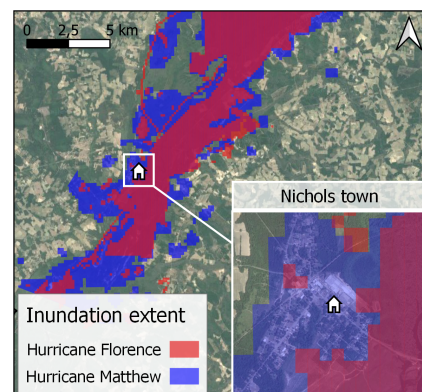 0 2,5 5 km
Nichols town
Inundation extent
Hurricane Florence
Hurricane Matthew